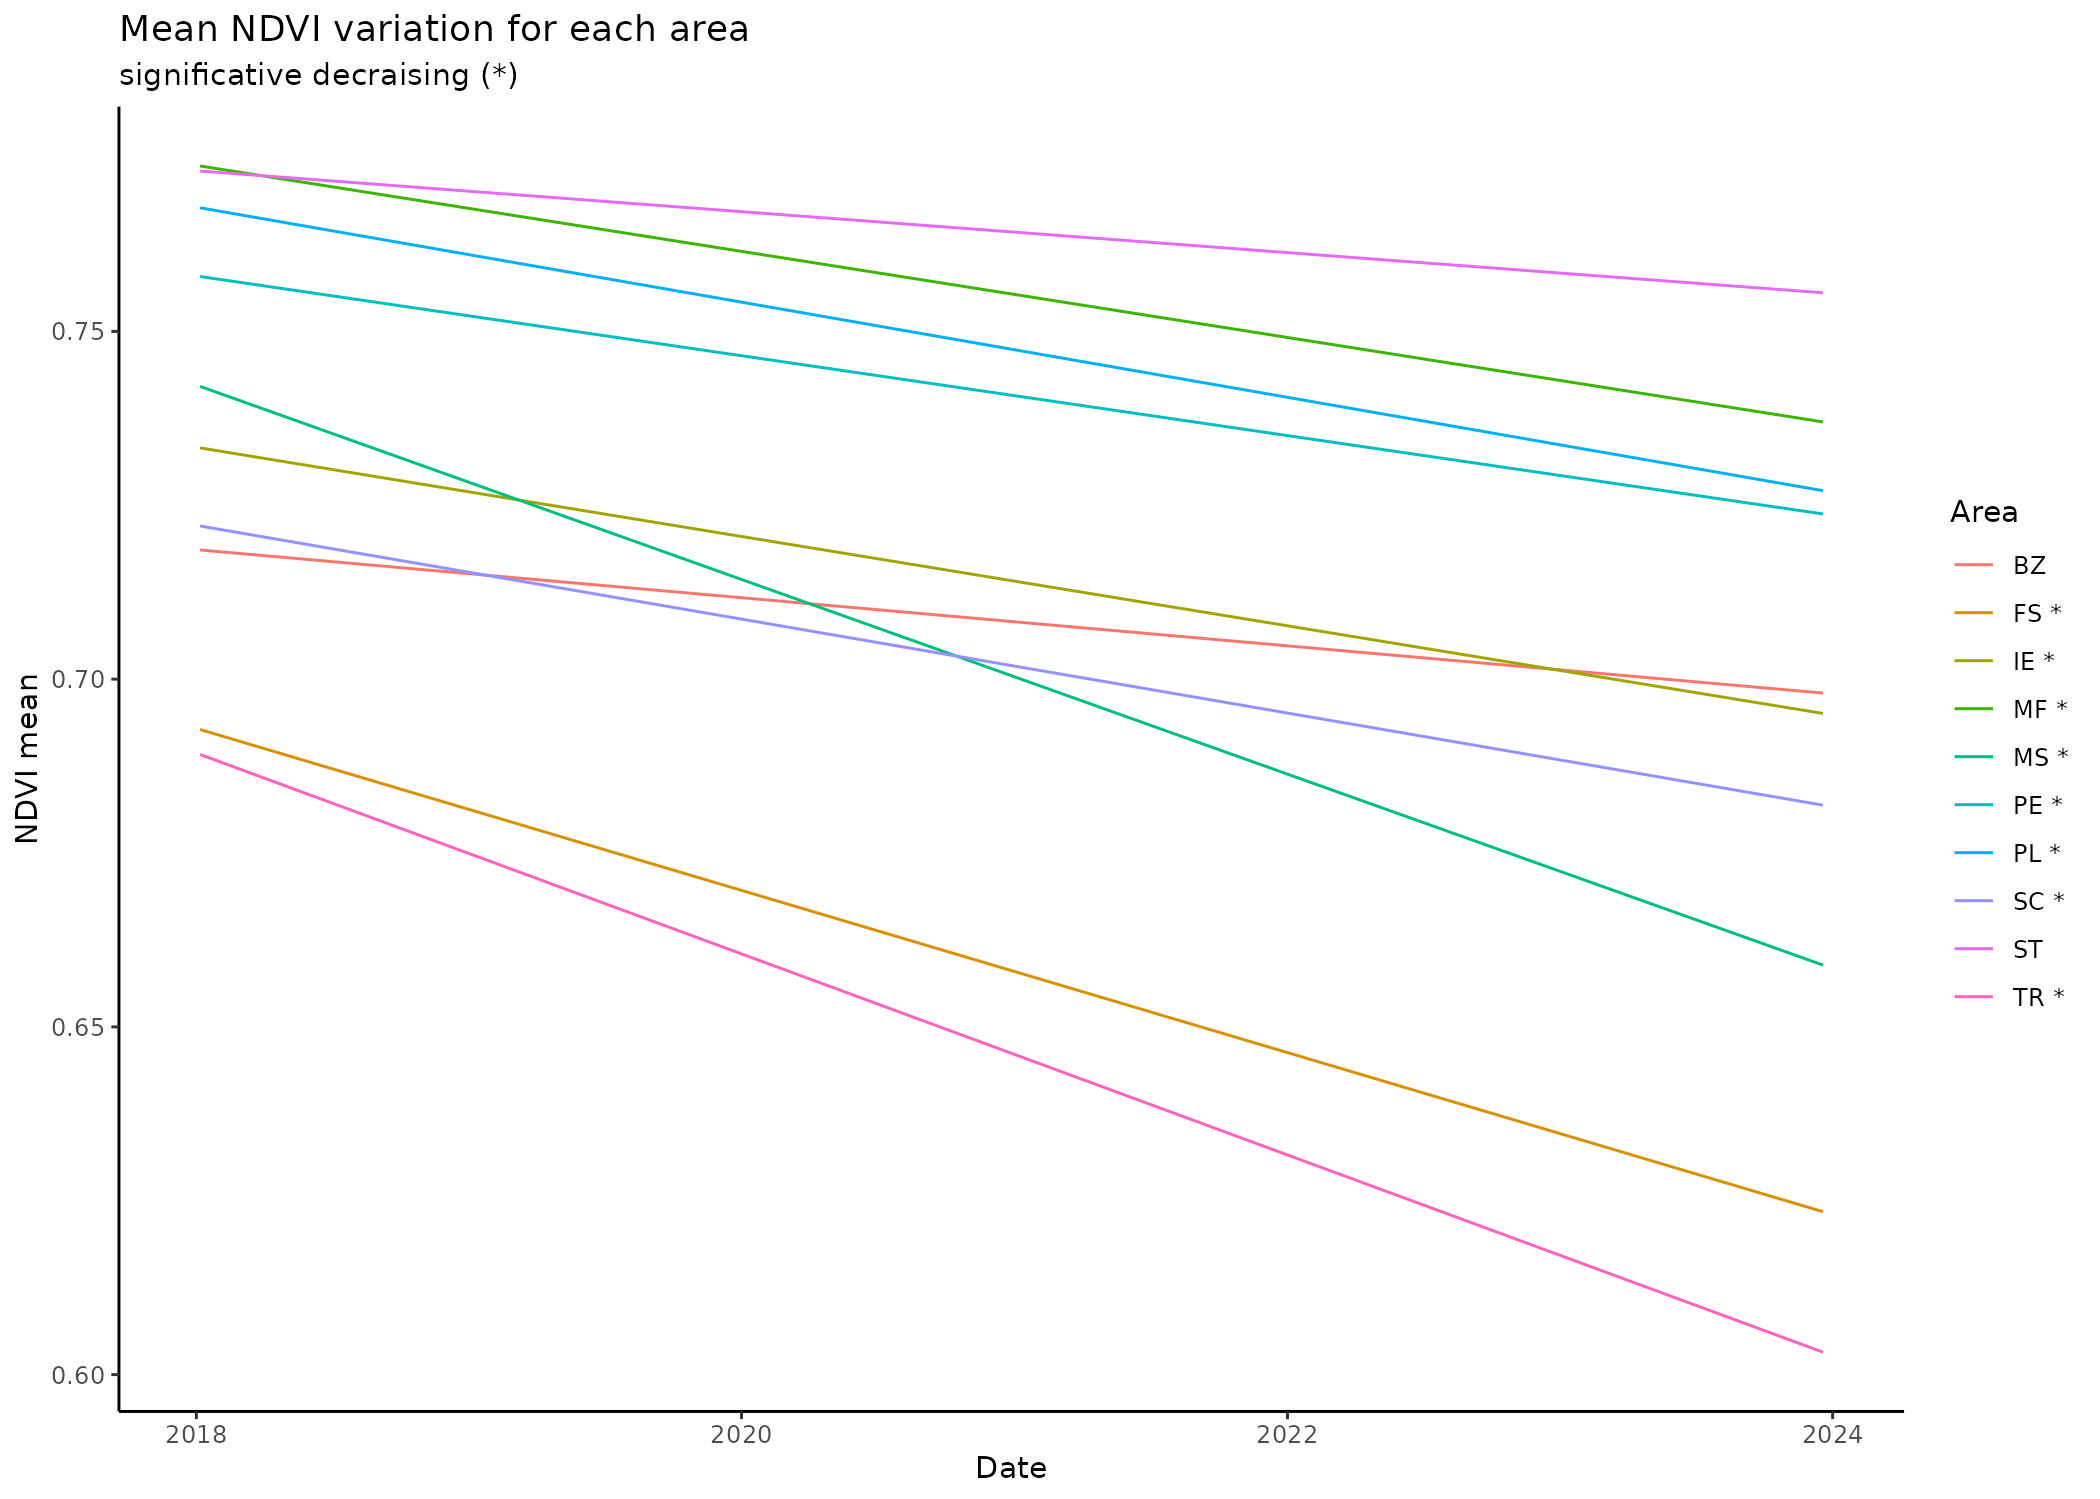 Mean NDVI variation for each area
significative decraising (*)
NDVI mean
0.75
0.70
0.65
0.60
2018
2020
2022
2024
Date
Area
BZ
FS *
IE *
MF *
MS *
PE *
PL *
SC *
ST
TR *